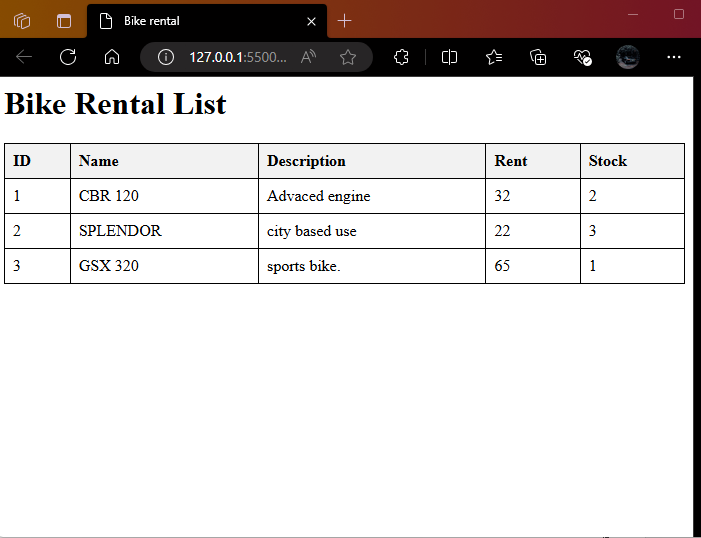 Bike rental
127.0.0.1:5500...
Bike Rental List
ID Name Description Rent Stock
1 CBR 120 Advaced engine 32 2
2 SPLENDOR city based use 22 3
3 GSX 320 sports bike. 65 1